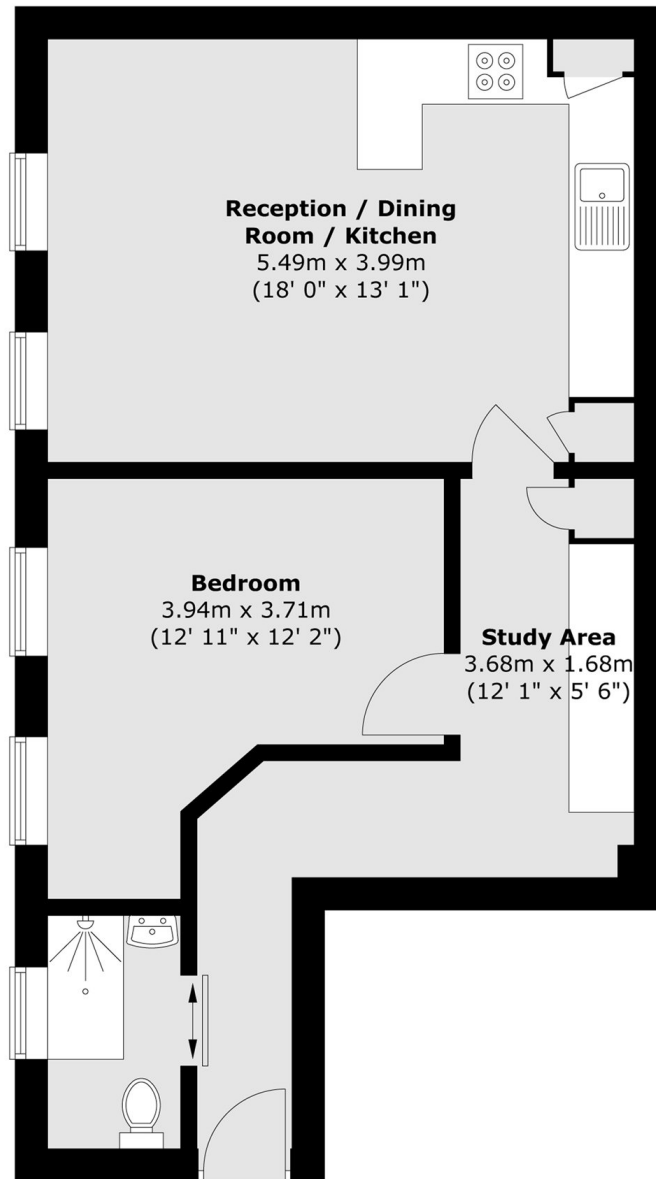 Reception / Dining
Room / Kitchen
5.49m x 3.99m
(18' 0" x 13' 1")
Bedroom
3.94m x 3.71m
(12' 11" x 12' 2")
Study Area
3.68m x 1.68m
(12' 1" x 5' 6")